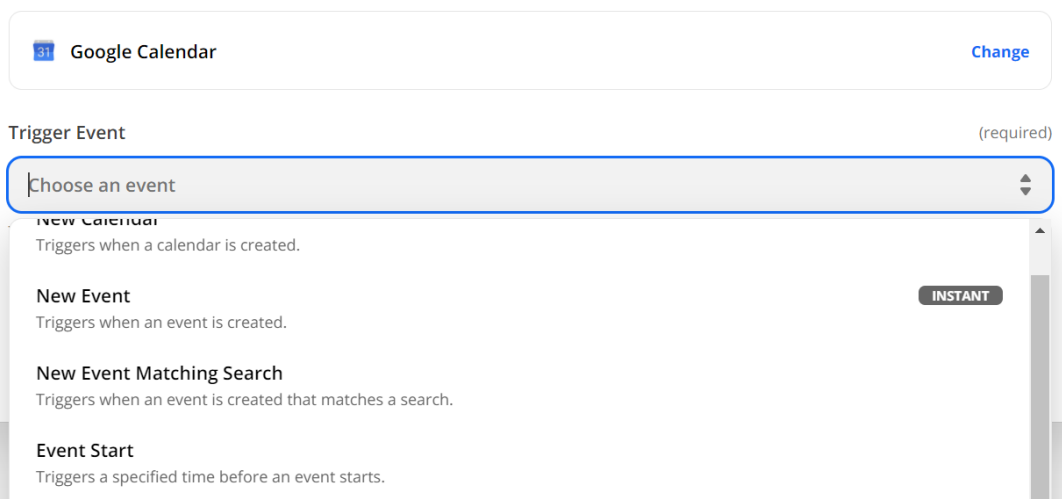 31
Google Calendar
Change
Trigger Event
(required)
Choose an event
New Calendar
Triggers when a calendar is created.
New Event
INSTANT
Triggers when an event is created.
New Event Matching Search
Triggers when an event is created that matches a search.
Event Start
Triggers a specified time before an event starts.